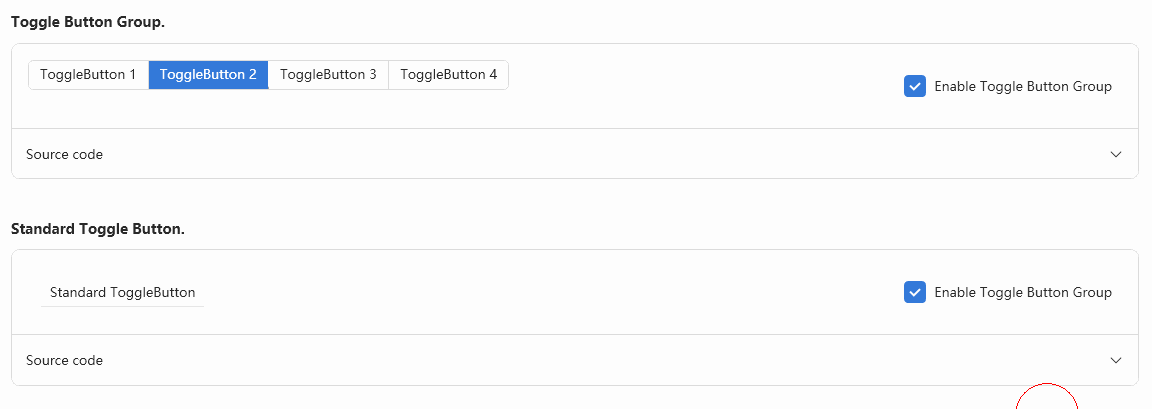 Toggle Button Group.
ToggleButton 1 ToggleButton 2 ToggleButton 3 ToggleButton 4
Enable Toggle Button Group
Source code
Standard Toggle Button.
Standard ToggleButton
Enable Toggle Button Group
Source code